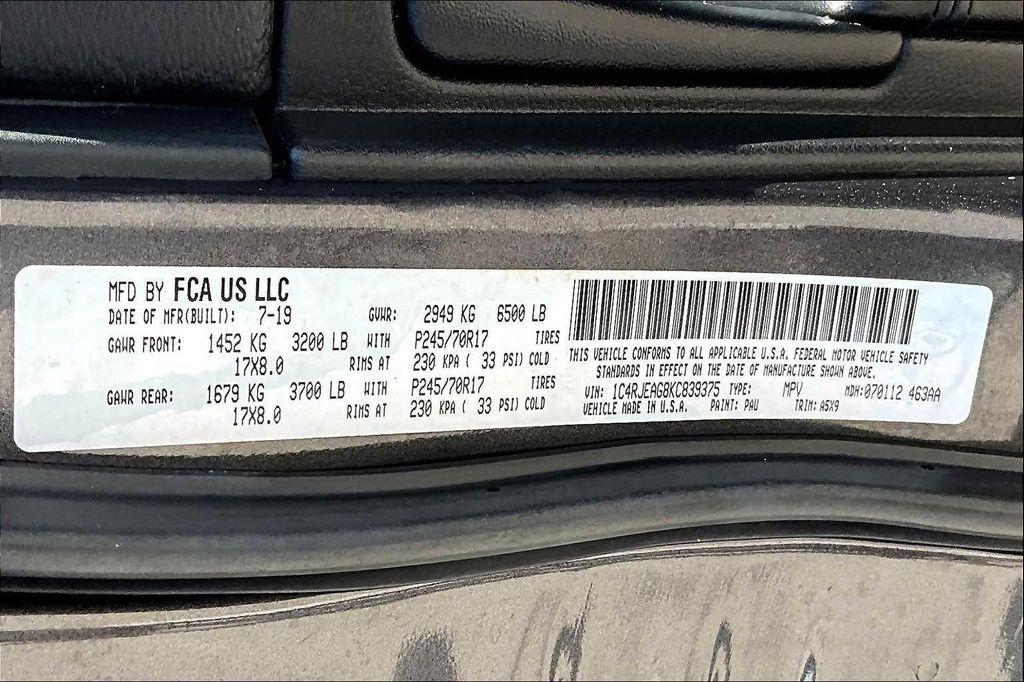 MFD BY FCA US LLC
DATE OF MFR(BUILT): 7-19 GVWR: 2949 KG 6500 LB
GAWR FRONT: 1452 KG 3200 LB WITH P245/70R17 TIRES
17X8.0 RIMS AT 230 KPA ( 33 PSI) COLD
GAWR REAR: 1679 KG 3700 LB WITH P245/70R17 TIRES
17X8.0 RIMS AT 230 KPA ( 33 PSI) COLD
THIS VEHICLE CONFORMS TO ALL APPLICABLE U.S.A. FEDERAL MOTOR VEHICLE SAFETY
STANDARDS IN EFFECT ON THE DATE OF MANUFACTURE SHOWN ABOVE.
VIN: 1C4RJEAG8KC839375 TYPE: MPV MDH:070112 463AA
VEHICLE MADE IN U.S.A. PAINT: PAU TRIM: A5X9